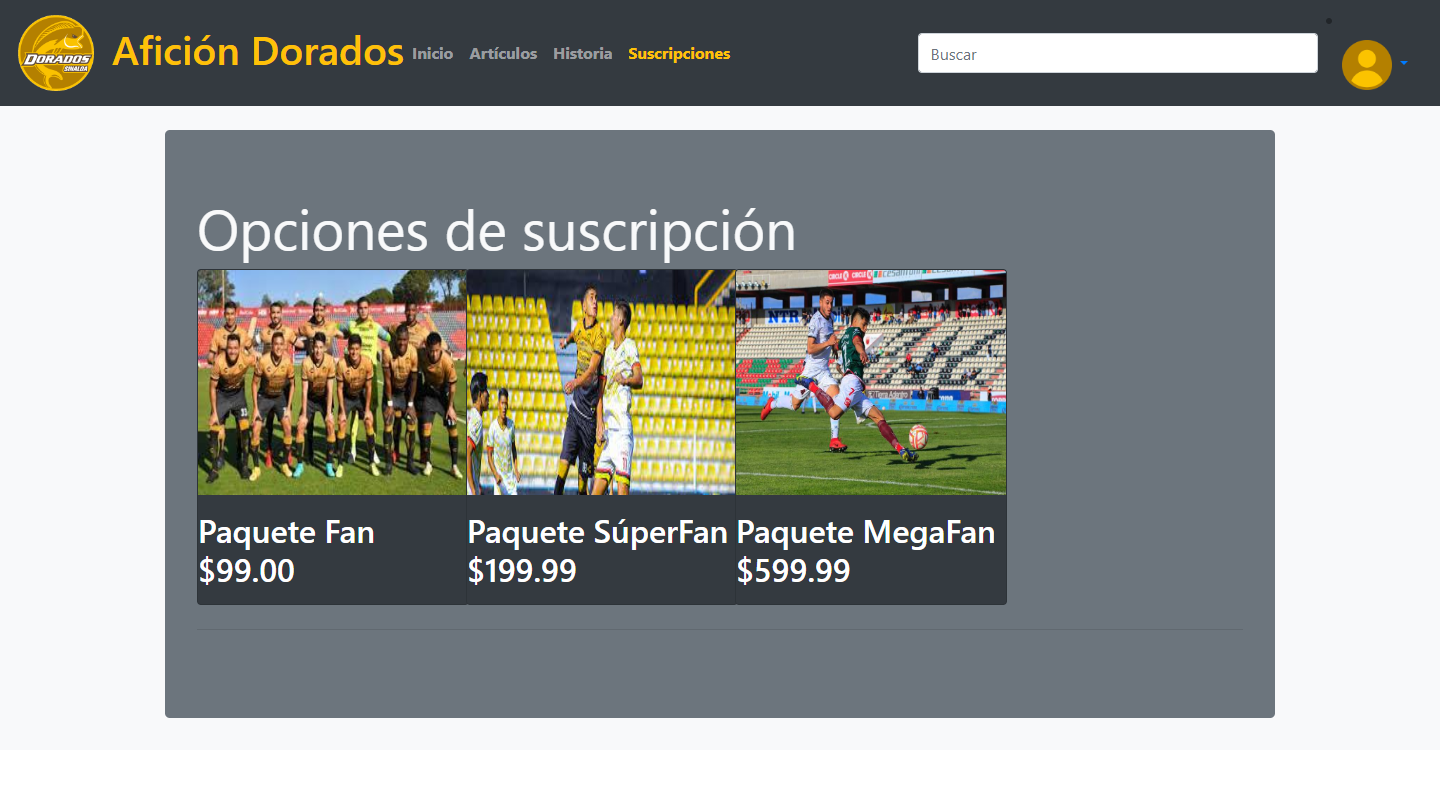 DORADOS
SINALOA
Afición Dorados
Inicio
Artículos
Historia
Suscripciones
Buscar
Opciones de suscripción
NTR
Paquete Fan
$99.00
Paquete SúperFan
$199.99
Paquete MegaFan
$599.99